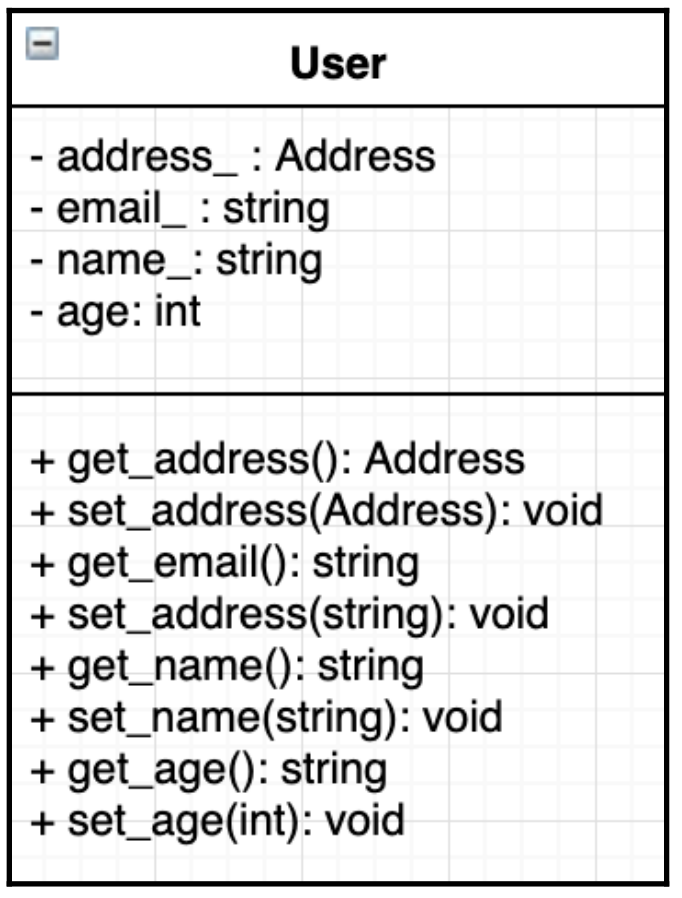 User
- address_ : Address
- email_ : string
- name_: string
- age: int
+ get_address(): Address
+ set_address(Address): void
+ get_email(): string
+ set_address(string): void
+ get_name(): string
+ set_name(string): void
+ get_age(): string
+ set_age(int): void